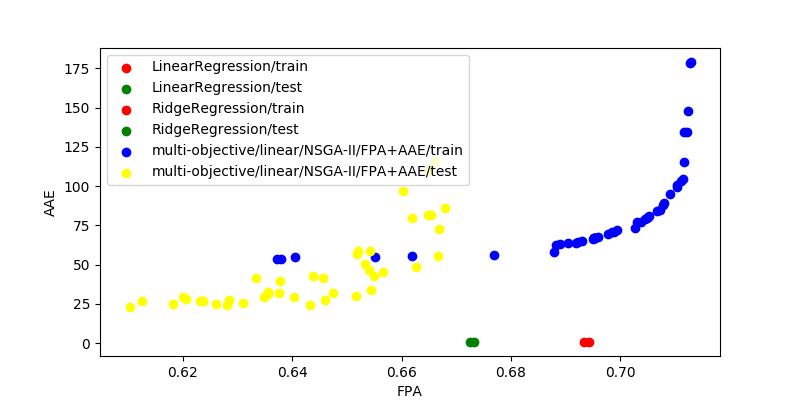 LinearRegression/train
LinearRegression/test
RidgeRegression/train
RidgeRegression/test
multi-objective/linear/NSGA-II/FPA+AAE/train
multi-objective/linear/NSGA-II/FPA+AAE/test
175
150
125
100
75
50
25
0
AAE
0.62 0.64 0.66 0.68 0.70
FPA